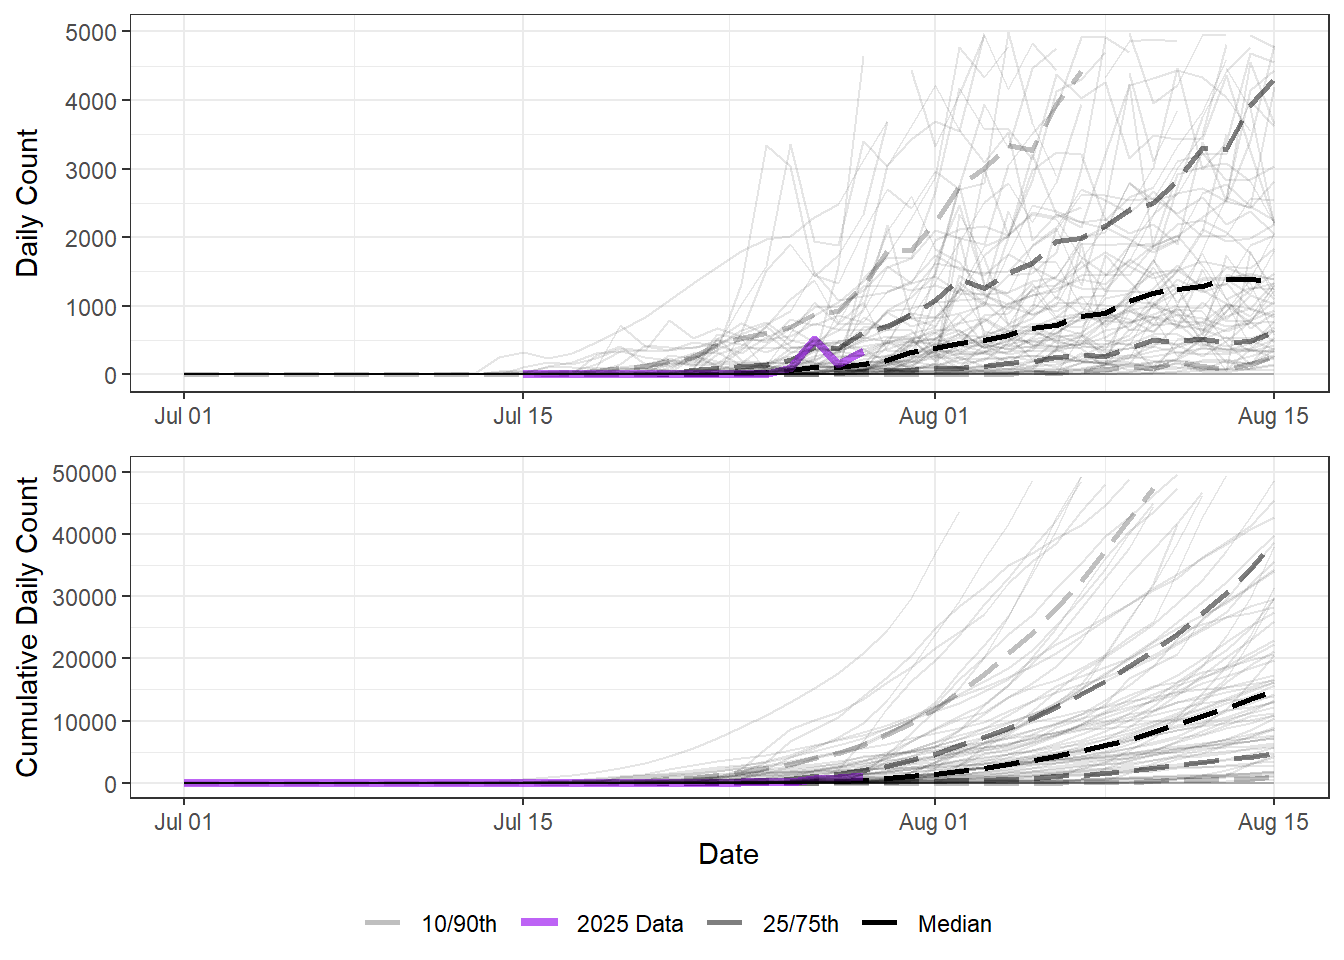 Daily Count
5000
4000
3000
2000
1000
0
Jul 01 Jul 15 Aug 01 Aug 15
Cumulative Daily Count
50000
40000
30000
20000
10000
0
Jul 01 Jul 15 Aug 01 Aug 15
Date
10/90th 2025 Data 25/75th Median